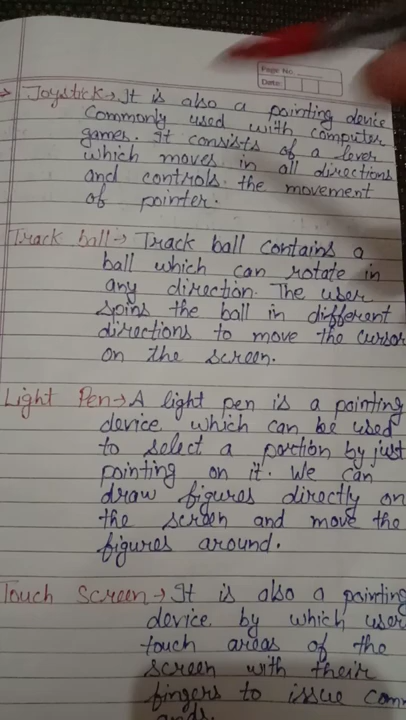 Page No.
Date
Joystick → It is also a pointing device
commonly used with computer
games. It consists of a lever
which moves in all directions
and controls the movement
of pointer.
Track ball → Track ball contains a
ball which can rotate in
any direction. The user
spins the ball in different
directions to move the cursor
on the screen.
Light Pen → A light pen is a pointing
device which can be used
to select a portion by just
pointing on it. We can
draw figures directly on
the screen and move the
figures around.
Touch Screen → It is also a pointing
device by which user
touch areas of the
screen with their
fingers to issue comm
ands.